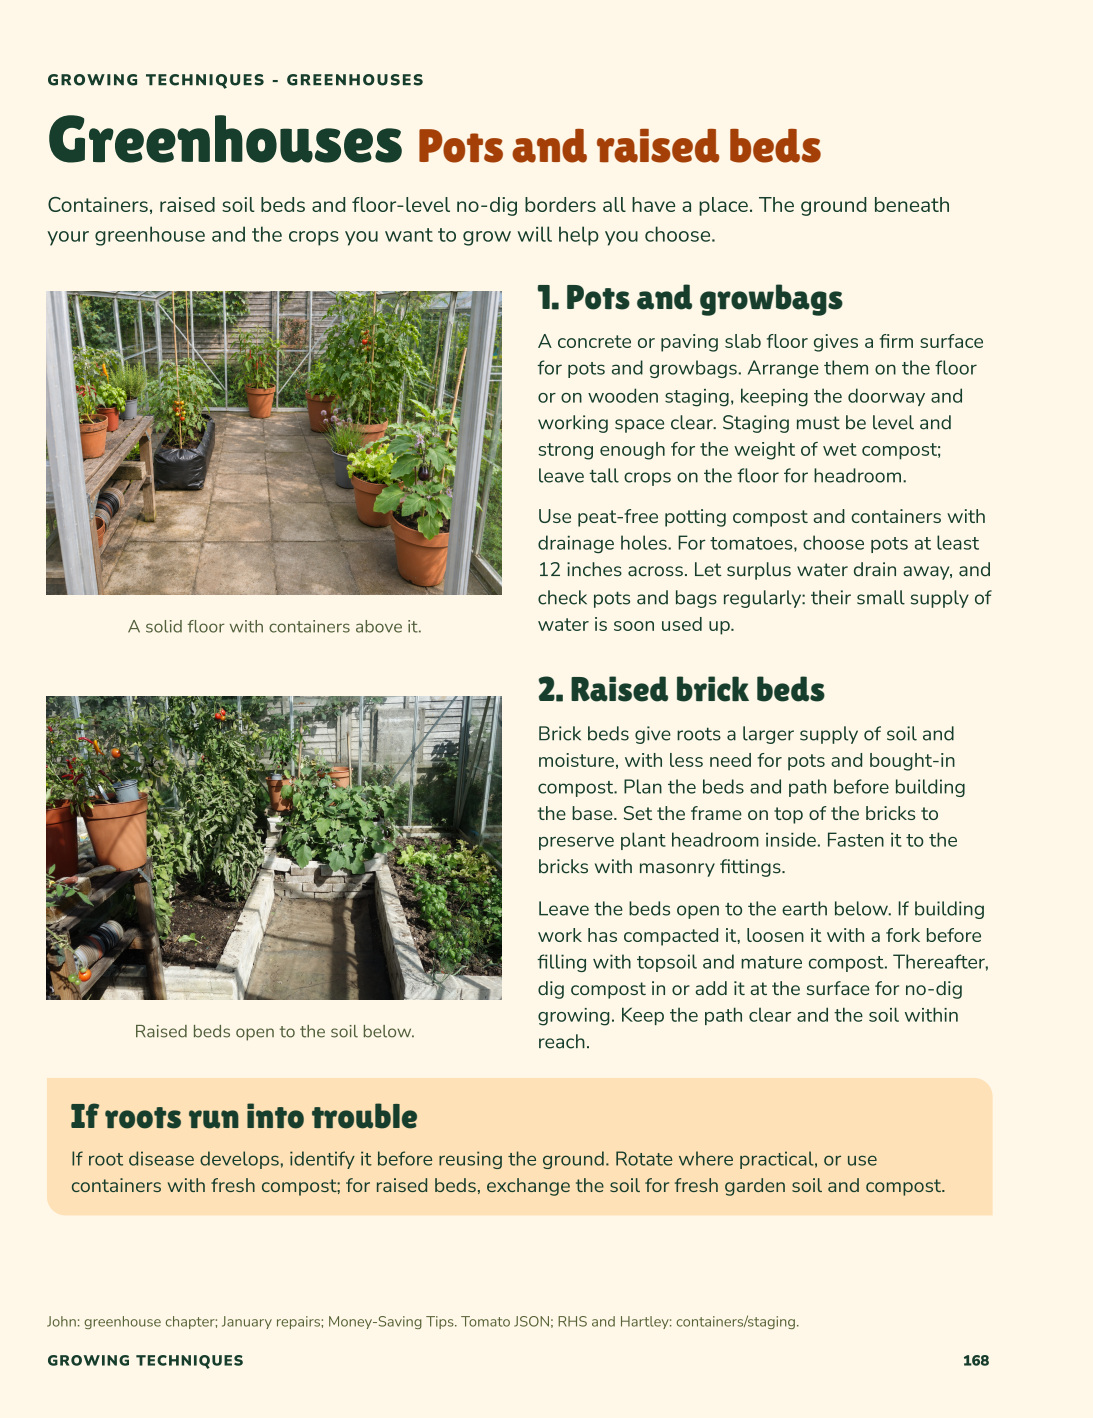 GROWING TECHNIQUES - GREENHOUSES
Greenhouses Pots and raised beds
Containers, raised soil beds and floor-level no-dig borders all have a place. The ground beneath
your greenhouse and the crops you want to grow will help you choose.
1. Pots and growbags
A concrete or paving slab floor gives a firm surface
for pots and growbags. Arrange them on the floor
or on wooden staging, keeping the doorway and
working space clear. Staging must be level and
strong enough for the weight of wet compost;
leave tall crops on the floor for headroom.
Use peat-free potting compost and containers with
drainage holes. For tomatoes, choose pots at least
12 inches across. Let surplus water drain away, and
check pots and bags regularly: their small supply of
water is soon used up.
A solid floor with containers above it.
2. Raised brick beds
Brick beds give roots a larger supply of soil and
moisture, with less need for pots and bought-in
compost. Plan the beds and path before building
the base. Set the frame on top of the bricks to
preserve plant headroom inside. Fasten it to the
bricks with masonry fittings.
Leave the beds open to the earth below. If building
work has compacted it, loosen it with a fork before
filling with topsoil and mature compost. Thereafter,
dig compost in or add it at the surface for no-dig
growing. Keep the path clear and the soil within
reach.
Raised beds open to the soil below.
If roots run into trouble
If root disease develops, identify it before reusing the ground. Rotate where practical, or use
containers with fresh compost; for raised beds, exchange the soil for fresh garden soil and compost.
John: greenhouse chapter; January repairs; Money-Saving Tips. Tomato JSON; RHS and Hartley: containers/staging.
GROWING TECHNIQUES
168